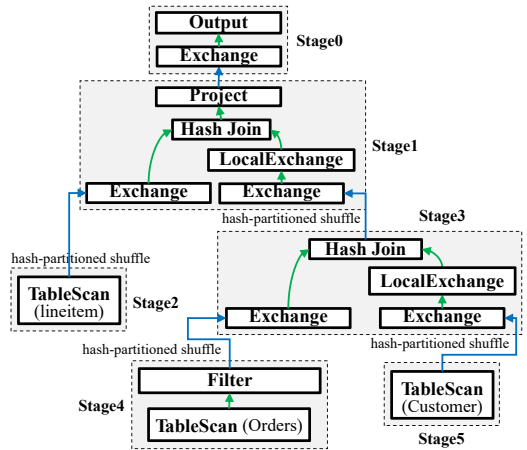 Output
Stage0
Exchange
Project
Hash Join
Stage1
LocalExchange
Exchange
Exchange
hash-partitioned shuffle
Stage3
Hash Join
hash-partitioned shuffle
TableScan
(lineitem)
Stage2
LocalExchange
Exchange
Exchange
hash-partitioned shuffle
hash-partitioned shuffle
Filter
Stage4
TableScan (Orders)
TableScan
(Customer)
Stage5